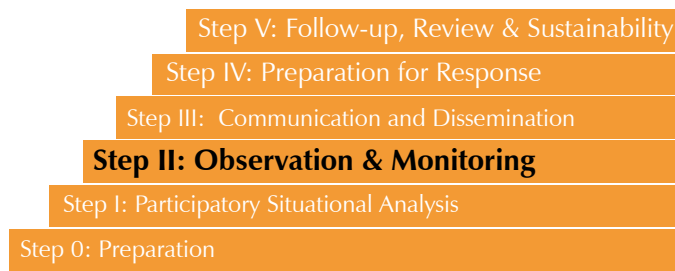 Step V: Follow-up, Review & Sustainability
Step IV: Preparation for Response
Step III: Communication and Dissemination
Step II: Observation & Monitoring
Step I: Participatory Situational Analysis
Step 0: Preparation